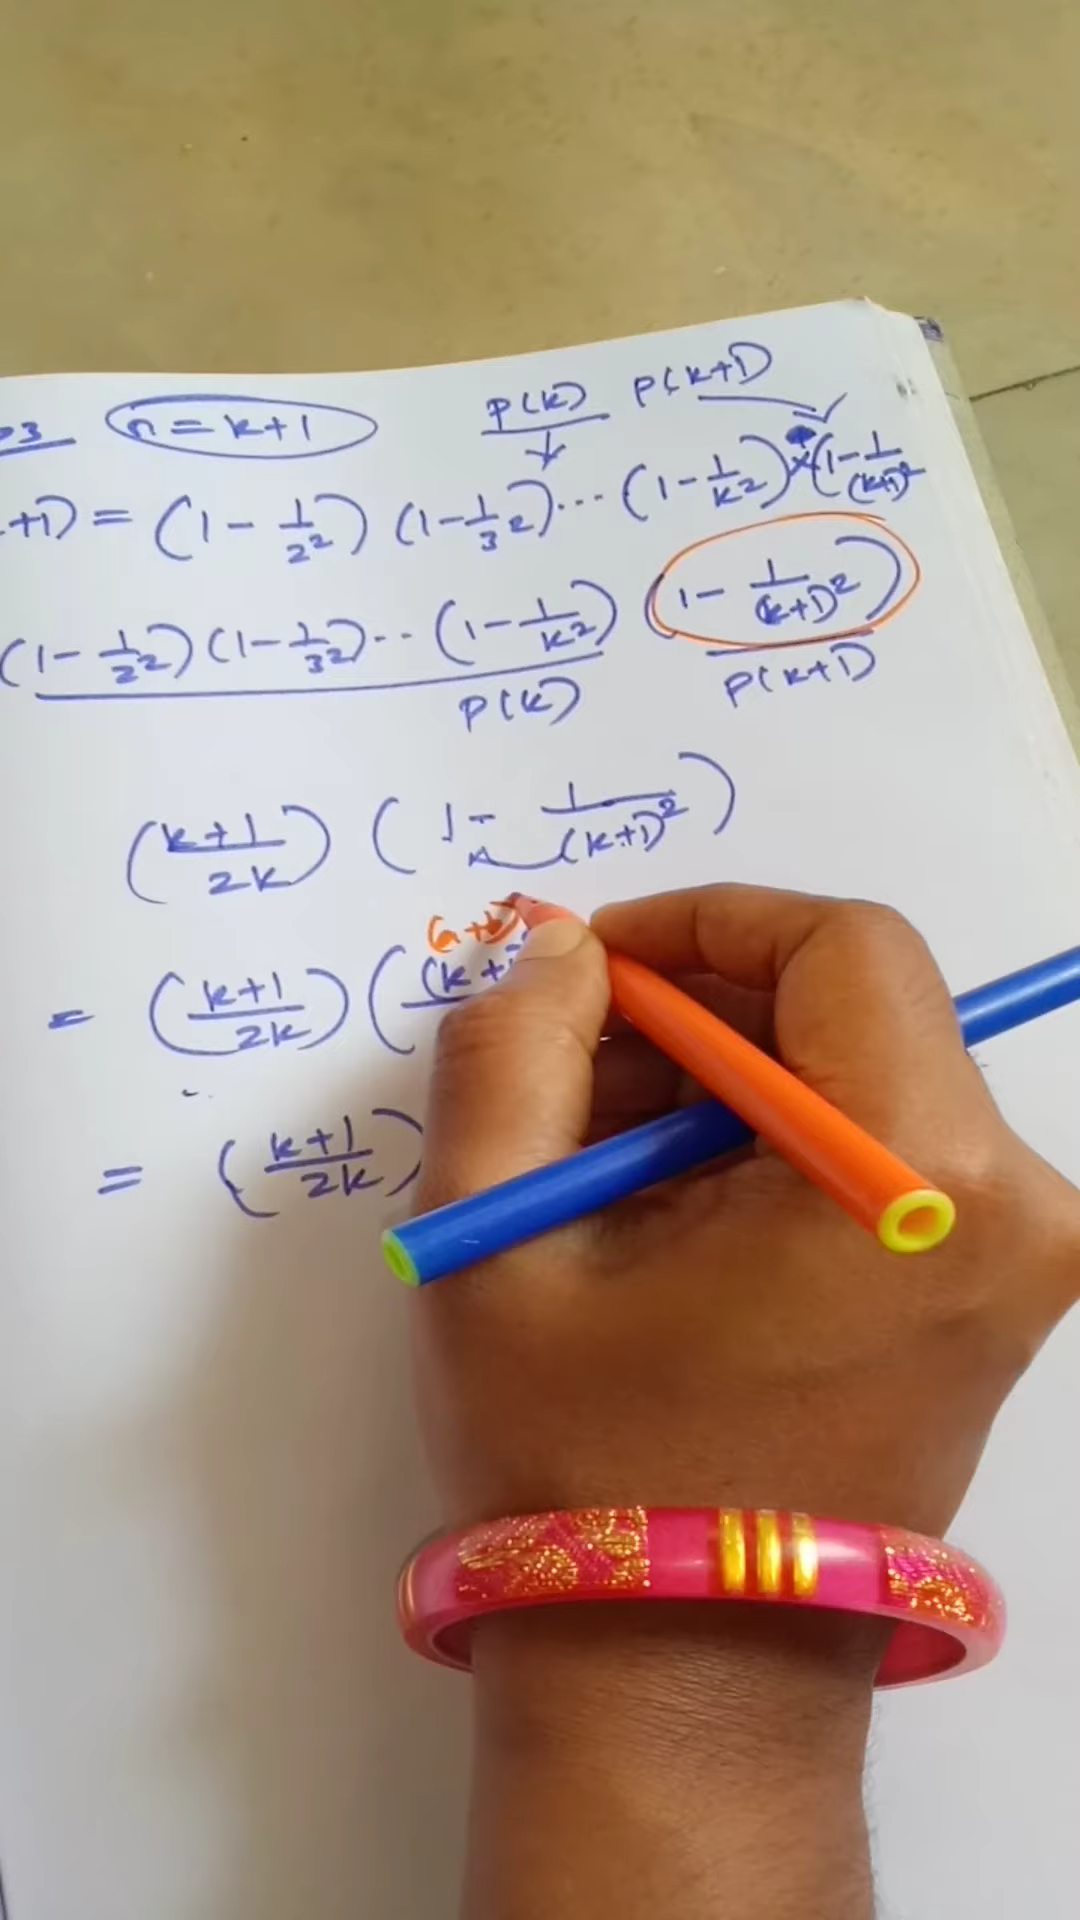 P3 n = k+1 P(k) P(k+1)
+1) = (1 - 1/2²) (1 - 1/3²) ... (1 - 1/k²) × (1 - 1/(k+1)²
(1 - 1/2²) (1 - 1/3²) ... (1 - 1/k²) (1 - 1/(k+1)²)
P(k) P(k+1)
(k+1/2k) (1 - 1/(k+1)²)
(a+b)
= (k+1/2k) ((k+1
= (k+1/2k)